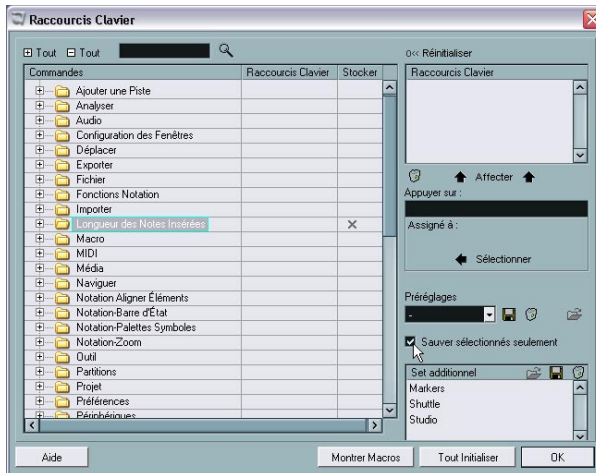 Raccourcis Clavier
Tout Tout
0<< Réinitialiser
Commandes Raccourcis Clavier Stocker
Raccourcis Clavier
Ajouter une Piste
Analyser
Audio
Configuration des Fenêtres
Déplacer
Exporter
Fichier
Fonctions Notation
Importer
Longueur des Notes Insérées
Macro
MIDI
Média
Naviguer
Notation Aligner Éléments
Notation-Barre d'État
Notation-Palettes Symboles
Notation-Zoom
Outil
Partitions
Projet
Préférences
Périphériques
Affecter
Appuyer sur :
Assigné à :
Sélectionner
Préréglages
-
Sauver sélectionnés seulement
Set additionnel
Markers
Shuttle
Studio
Aide
Montrer Macros
Tout Initialiser
OK